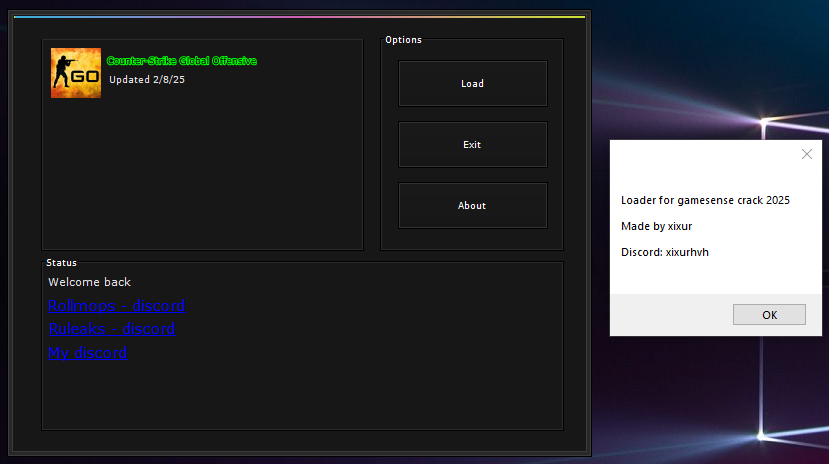 Options
GO
Counter-Strike Global Offensive
Updated 2/8/25
Load
Exit
About
Status
Welcome back
Rollmops - discord
Ruleaks - discord
My discord
Loader for gamesense crack 2025
Made by xixur
Discord: xixurhvh
OK